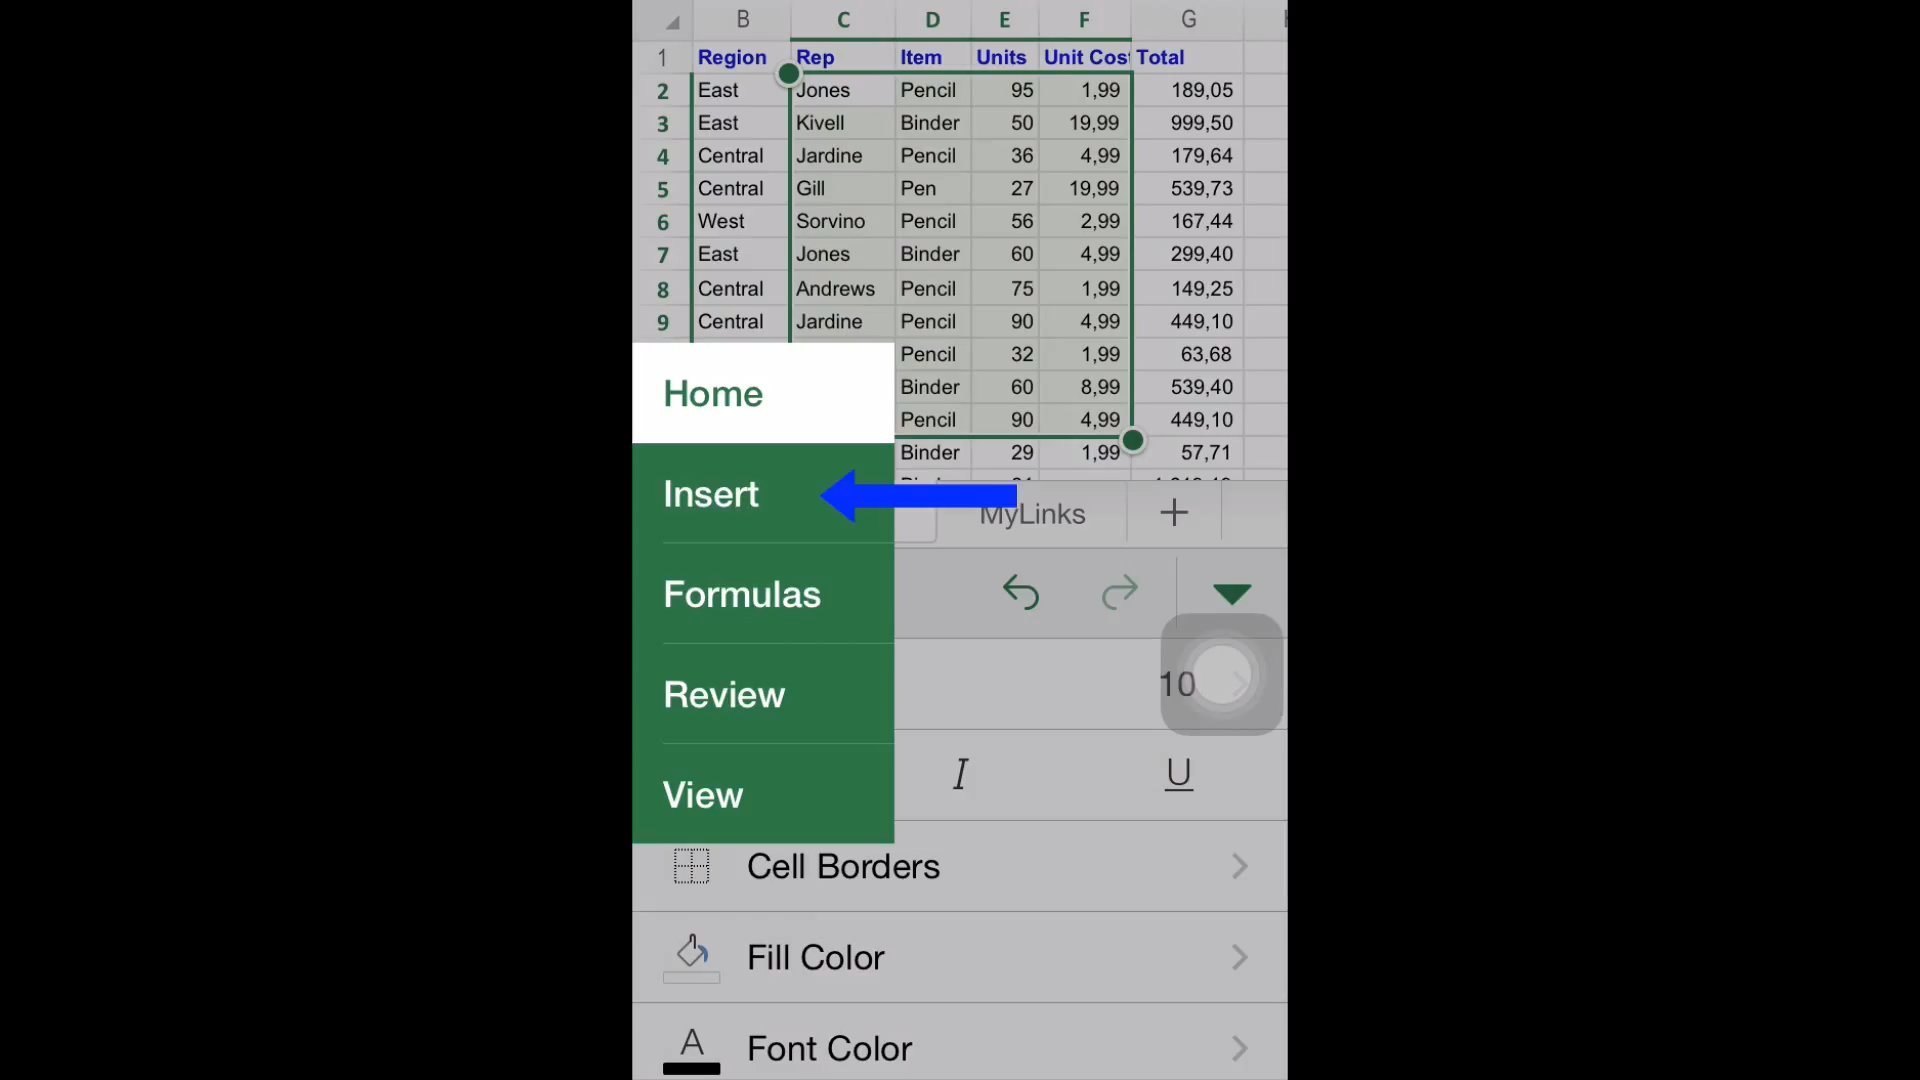 B C D E F G
1 Region Rep Item Units Unit Cos Total
2 East Jones Pencil 95 1,99 189,05
3 East Kivell Binder 50 19,99 999,50
4 Central Jardine Pencil 36 4,99 179,64
5 Central Gill Pen 27 19,99 539,73
6 West Sorvino Pencil 56 2,99 167,44
7 East Jones Binder 60 4,99 299,40
8 Central Andrews Pencil 75 1,99 149,25
9 Central Jardine Pencil 90 4,99 449,10
Pencil 32 1,99 63,68
Binder 60 8,99 539,40
Pencil 90 4,99 449,10
Binder 29 1,99 57,71
Home
Insert
MyLinks +
Formulas
Review
10
View
I U
Cell Borders
Fill Color
A Font Color